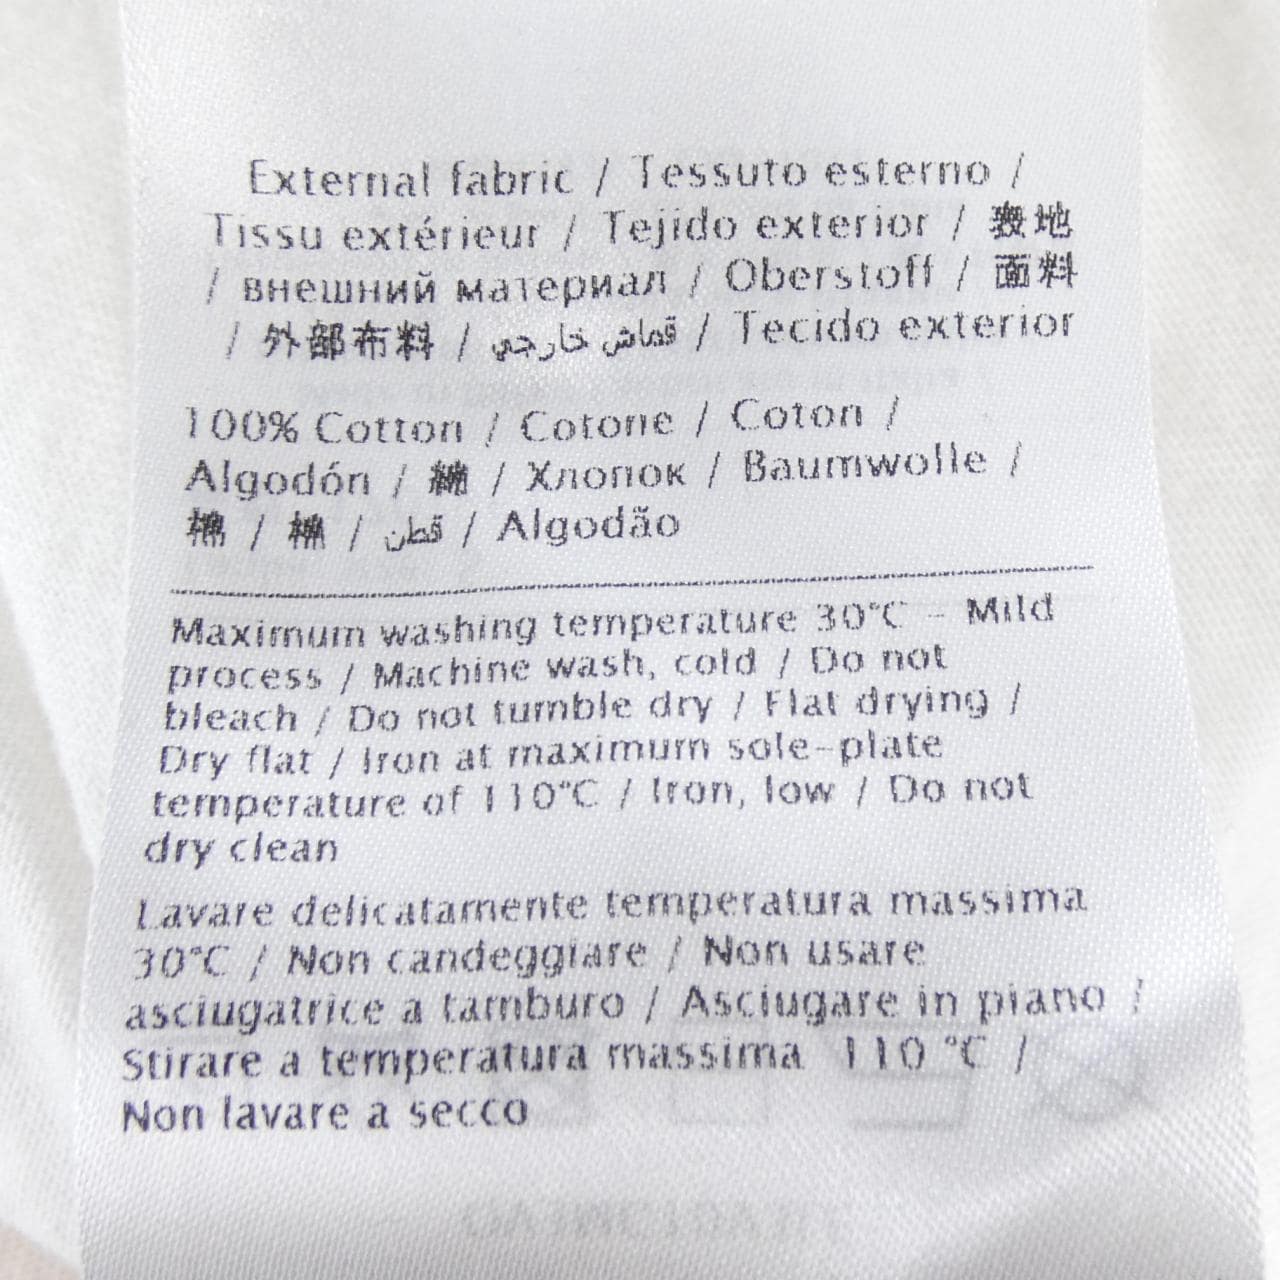 External fabric / Tessuto esterno /
Tissu extérieur / Tejido exterior / 表地
/ внешний материал / Oberstoff / 面料
/ 外部布料 / قماش خارجي / Tecido exterior
100% Cotton / Cotone / Coton /
Algodón / 綿 / Хлопок / Baumwolle /
棉 / 棉 / قطن / Algodão
Maximum washing temperature 30°C - Mild
process / Machine wash, cold / Do not
bleach / Do not tumble dry / Flat drying /
Dry flat / Iron at maximum sole-plate
temperature of 110°C / Iron, low / Do not
dry clean
Lavare delicatamente temperatura massima
30°C / Non candeggiare / Non usare
asciugatrice a tamburo / Asciugare in piano /
Stirare a temperatura massima 110 °C /
Non lavare a secco